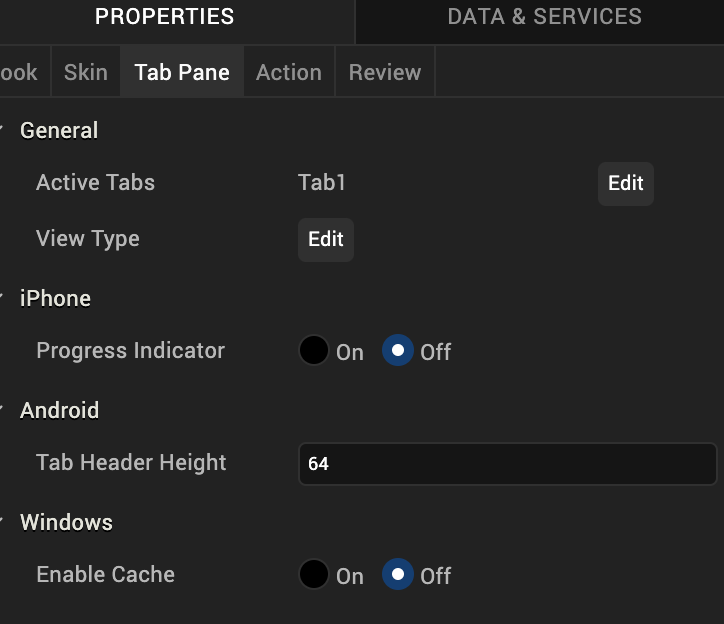 PROPERTIES DATA & SERVICES
ook Skin Tab Pane Action Review
General
Active Tabs Tab1 Edit
View Type Edit
iPhone
Progress Indicator On Off
Android
Tab Header Height 64
Windows
Enable Cache On Off